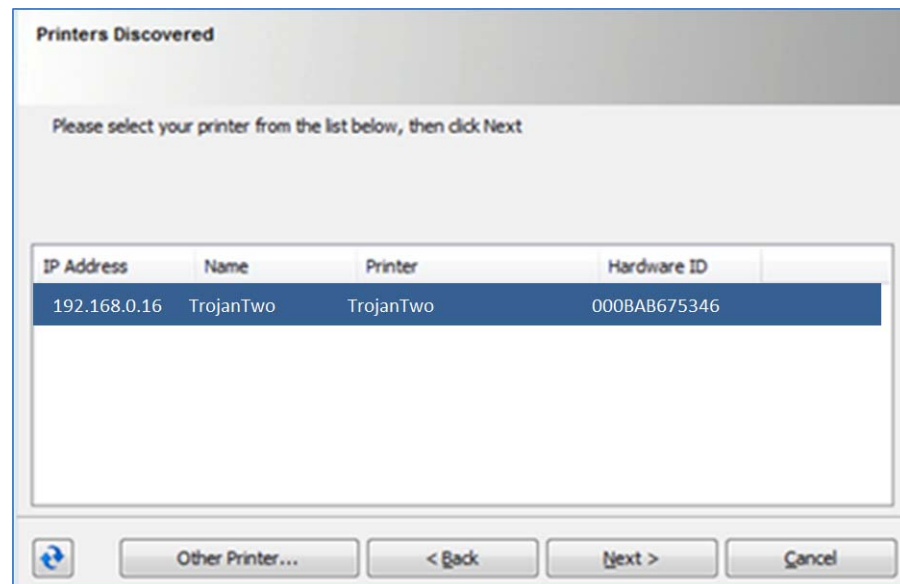 Printers Discovered
Please select your printer from the list below, then click Next
IP Address Name Printer Hardware ID
192.168.0.16 TrojanTwo TrojanTwo 000BAB675346
Other Printer... < Back Next > Cancel